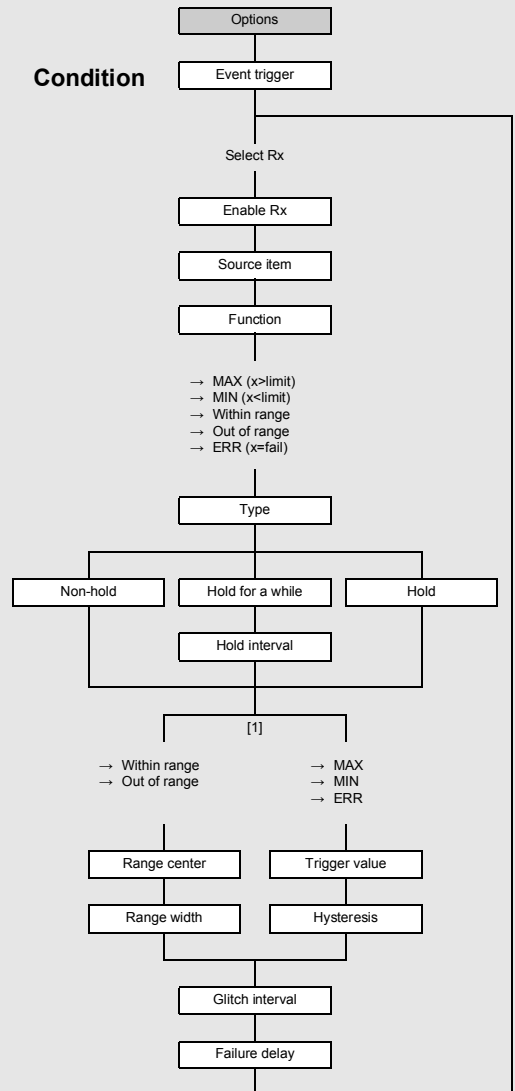 Options
Condition
Event trigger
Select Rx
Enable Rx
Source item
Function
→ MAX (x>limit)
→ MIN (x<limit)
→ Within range
→ Out of range
→ ERR (x=fail)
Type
Non-hold
Hold for a while
Hold
Hold interval
[1]
→ Within range
→ Out of range
→ MAX
→ MIN
→ ERR
Range center
Trigger value
Range width
Hysteresis
Glitch interval
Failure delay